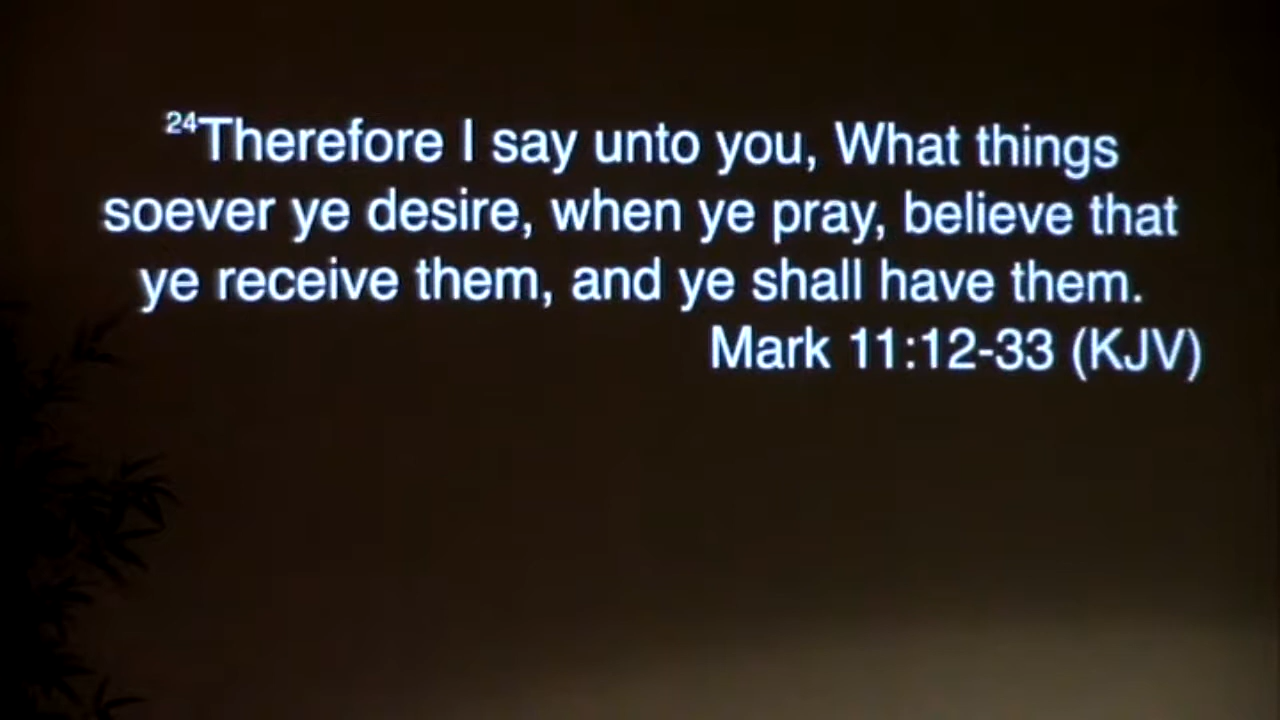 24Therefore I say unto you, What things
soever ye desire, when ye pray, believe that
ye receive them, and ye shall have them.
Mark 11:12-33 (KJV)